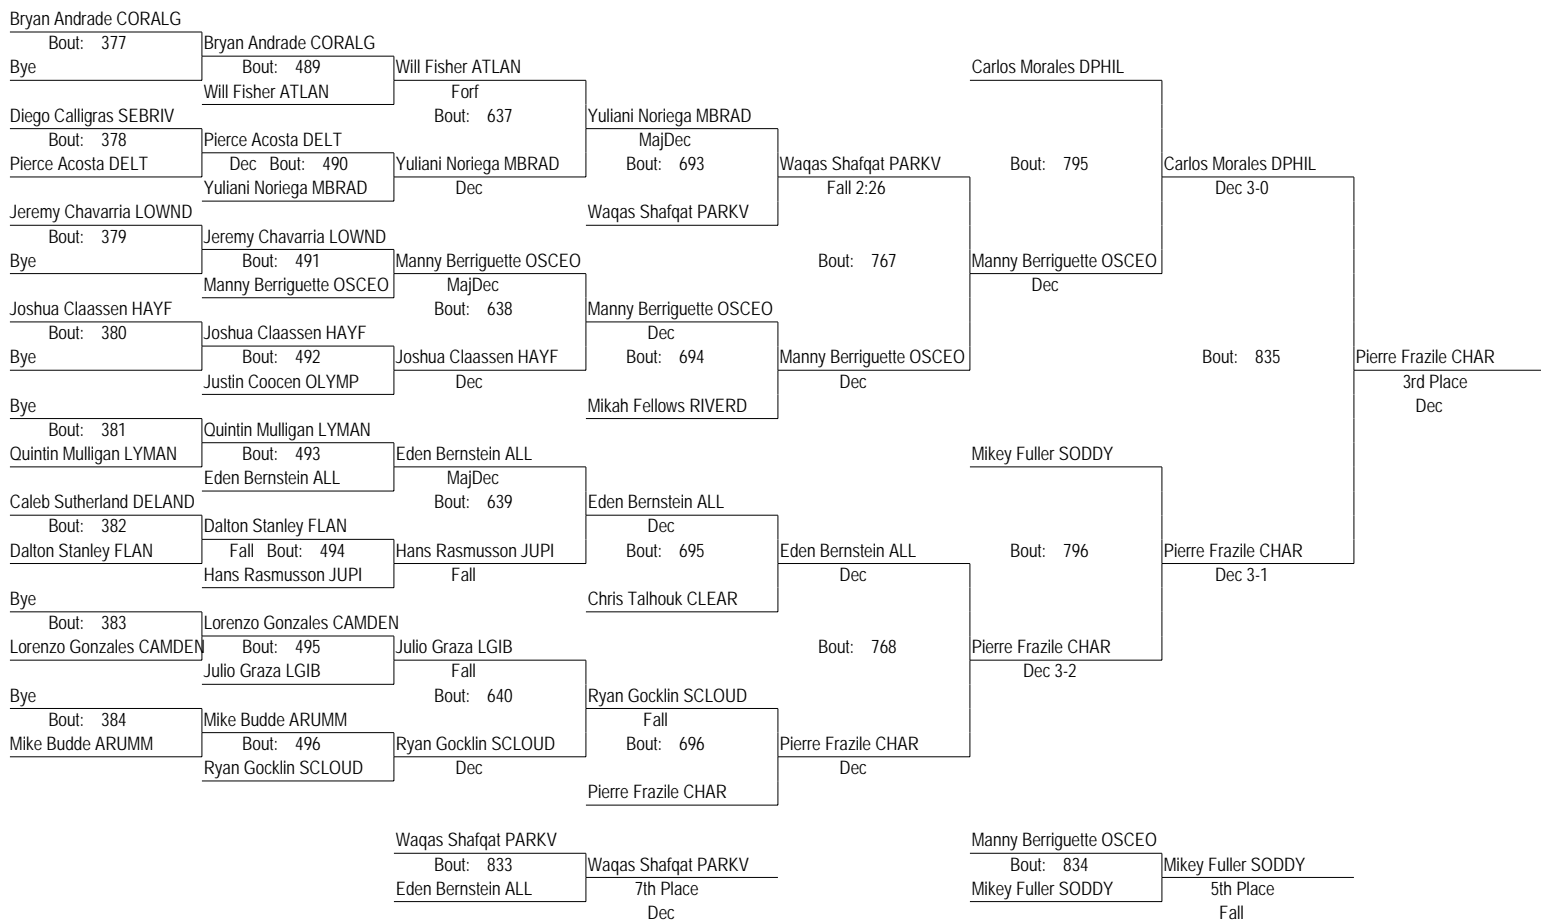 Bryan Andrade CORALG
Bout: 377
Bye
Diego Calligras SEBRIV
Bout: 378
Pierce Acosta DELT
Jeremy Chavarria LOWND
Bout: 379
Bye
Joshua Claassen HAYF
Bout: 380
Bye
Bye
Bout: 381
Quintin Mulligan LYMAN
Caleb Sutherland DELAND
Bout: 382
Dalton Stanley FLAN
Bye
Bout: 383
Lorenzo Gonzales CAMDEN
Bye
Bout: 384
Mike Budde ARUMM
Bryan Andrade CORALG
Bout: 489
Will Fisher ATLAN
Pierce Acosta DELT
Dec Bout: 490
Yuliani Noriega MBRAD
Jeremy Chavarria LOWND
Bout: 491
Manny Berriguette OSCEO
Joshua Claassen HAYF
Bout: 492
Justin Coocen OLYMP
Quintin Mulligan LYMAN
Bout: 493
Eden Bernstein ALL
Dalton Stanley FLAN
Fall Bout: 494
Hans Rasmusson JUPI
Lorenzo Gonzales CAMDEN
Bout: 495
Julio Graza LGIB
Mike Budde ARUMM
Bout: 496
Ryan Gocklin SCLOUD
Will Fisher ATLAN
Forf
Bout: 637
Yuliani Noriega MBRAD
Dec
Manny Berriguette OSCEO
MajDec
Bout: 638
Joshua Claassen HAYF
Dec
Eden Bernstein ALL
MajDec
Bout: 639
Hans Rasmusson JUPI
Fall
Julio Graza LGIB
Fall
Bout: 640
Ryan Gocklin SCLOUD
Dec
Yuliani Noriega MBRAD
MajDec
Bout: 693
Waqas Shafqat PARKV
Manny Berriguette OSCEO
Dec
Bout: 694
Mikah Fellows RIVERD
Eden Bernstein ALL
Dec
Bout: 695
Chris Talhouk CLEAR
Ryan Gocklin SCLOUD
Fall
Bout: 696
Pierre Frazile CHAR
Waqas Shafqat PARKV
Fall 2:26
Bout: 767
Manny Berriguette OSCEO
Dec
Eden Bernstein ALL
Dec
Bout: 768
Pierre Frazile CHAR
Dec
Carlos Morales DPHIL
Bout: 795
Manny Berriguette OSCEO
Dec
Mikey Fuller SODDY
Bout: 796
Pierre Frazile CHAR
Dec 3-2
Carlos Morales DPHIL
Dec 3-0
Bout: 835
Pierre Frazile CHAR
Dec 3-1
Pierre Frazile CHAR
3rd Place
Dec
Waqas Shafqat PARKV
Bout: 833
Eden Bernstein ALL
Waqas Shafqat PARKV
7th Place
Dec
Manny Berriguette OSCEO
Bout: 834
Mikey Fuller SODDY
Mikey Fuller SODDY
5th Place
Fall